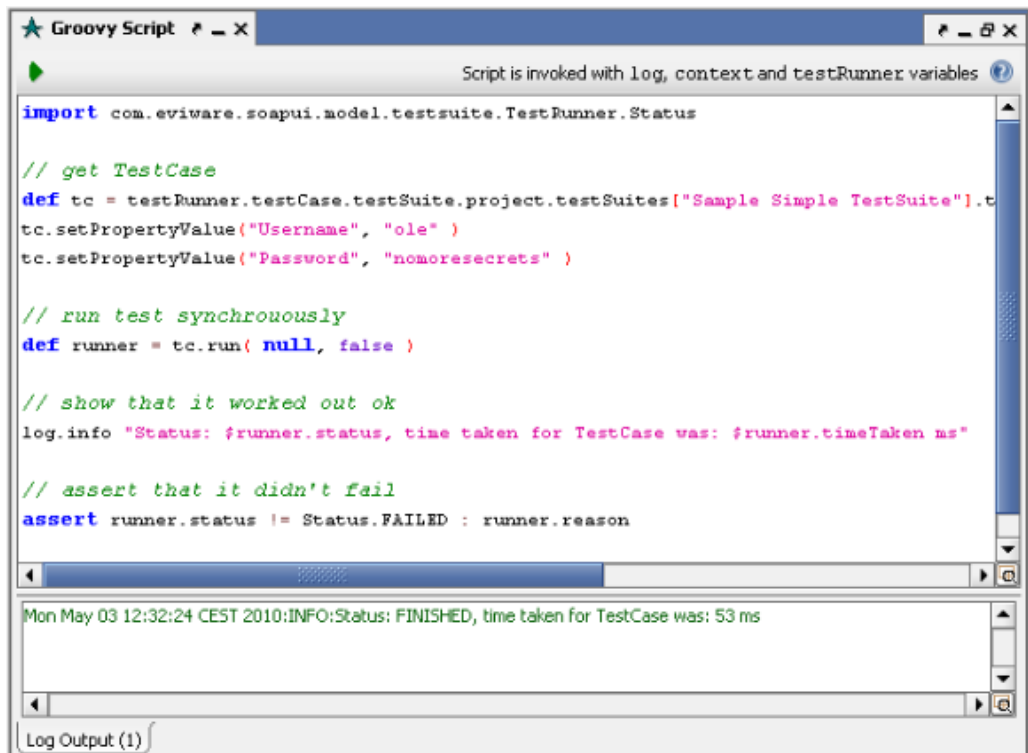 Groovy Script
Script is invoked with log, context and testRunner variables
import com.eviware.soapui.model.testsuite.TestRunner.Status
// get TestCase
def tc = testRunner.testCase.testSuite.project.testSuites["Sample Simple TestSuite"].t
tc.setPropertyValue("Username", "ole" )
tc.setPropertyValue("Password", "nomoresecrets" )
// run test synchrouously
def runner = tc.run( null, false )
// show that it worked out ok
log.info "Status: $runner.status, time taken for TestCase was: $runner.timeTaken ms"
// assert that it didn't fail
assert runner.status != Status.FAILED : runner.reason
Mon May 03 12:32:24 CEST 2010:INFO:Status: FINISHED, time taken for TestCase was: 53 ms
Log Output (1)